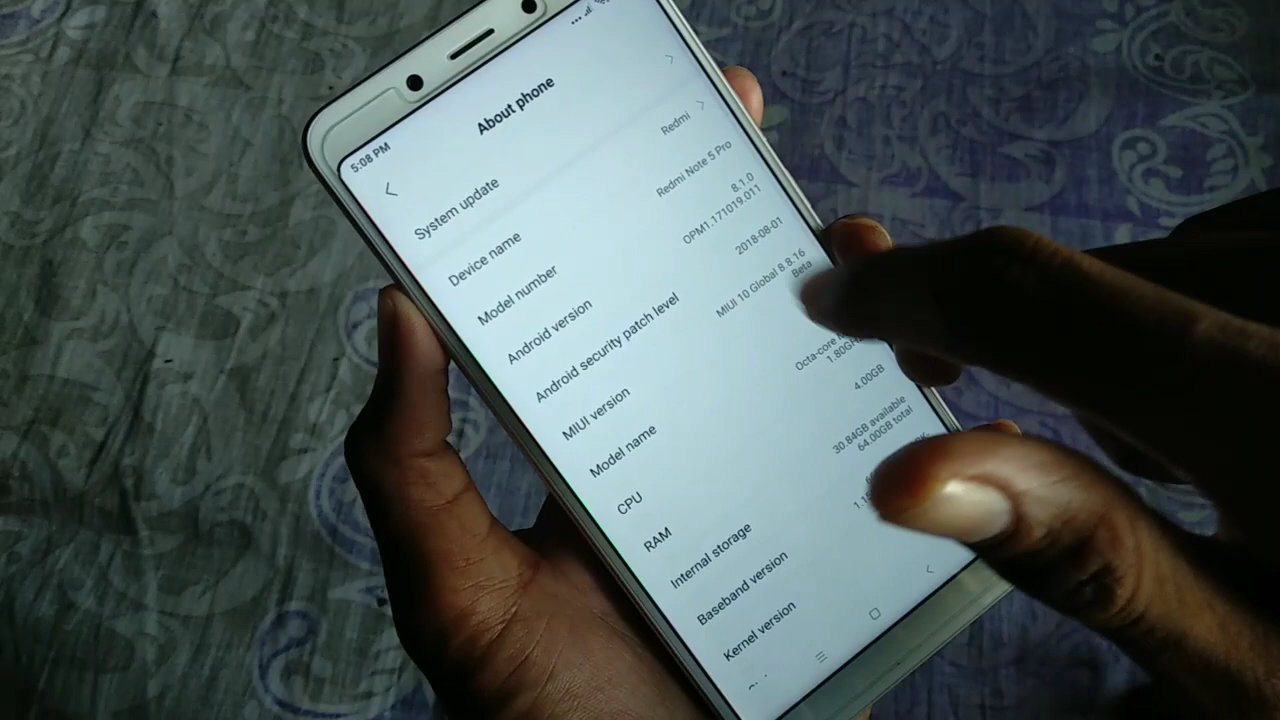 5:08 PM
About phone
System update
Device name
Redmi
Model number
Redmi Note 5 Pro
Android version
8.1.0
OPM1.171019.011
Android security patch level
2018-08-01
MIUI version
MIUI 10 Global 8.8.16
Beta
Model name
CPU
Octa-core
1.80GH
RAM
4.00GB
Internal storage
30.84GB available
64.00GB total
Baseband version
Kernel version